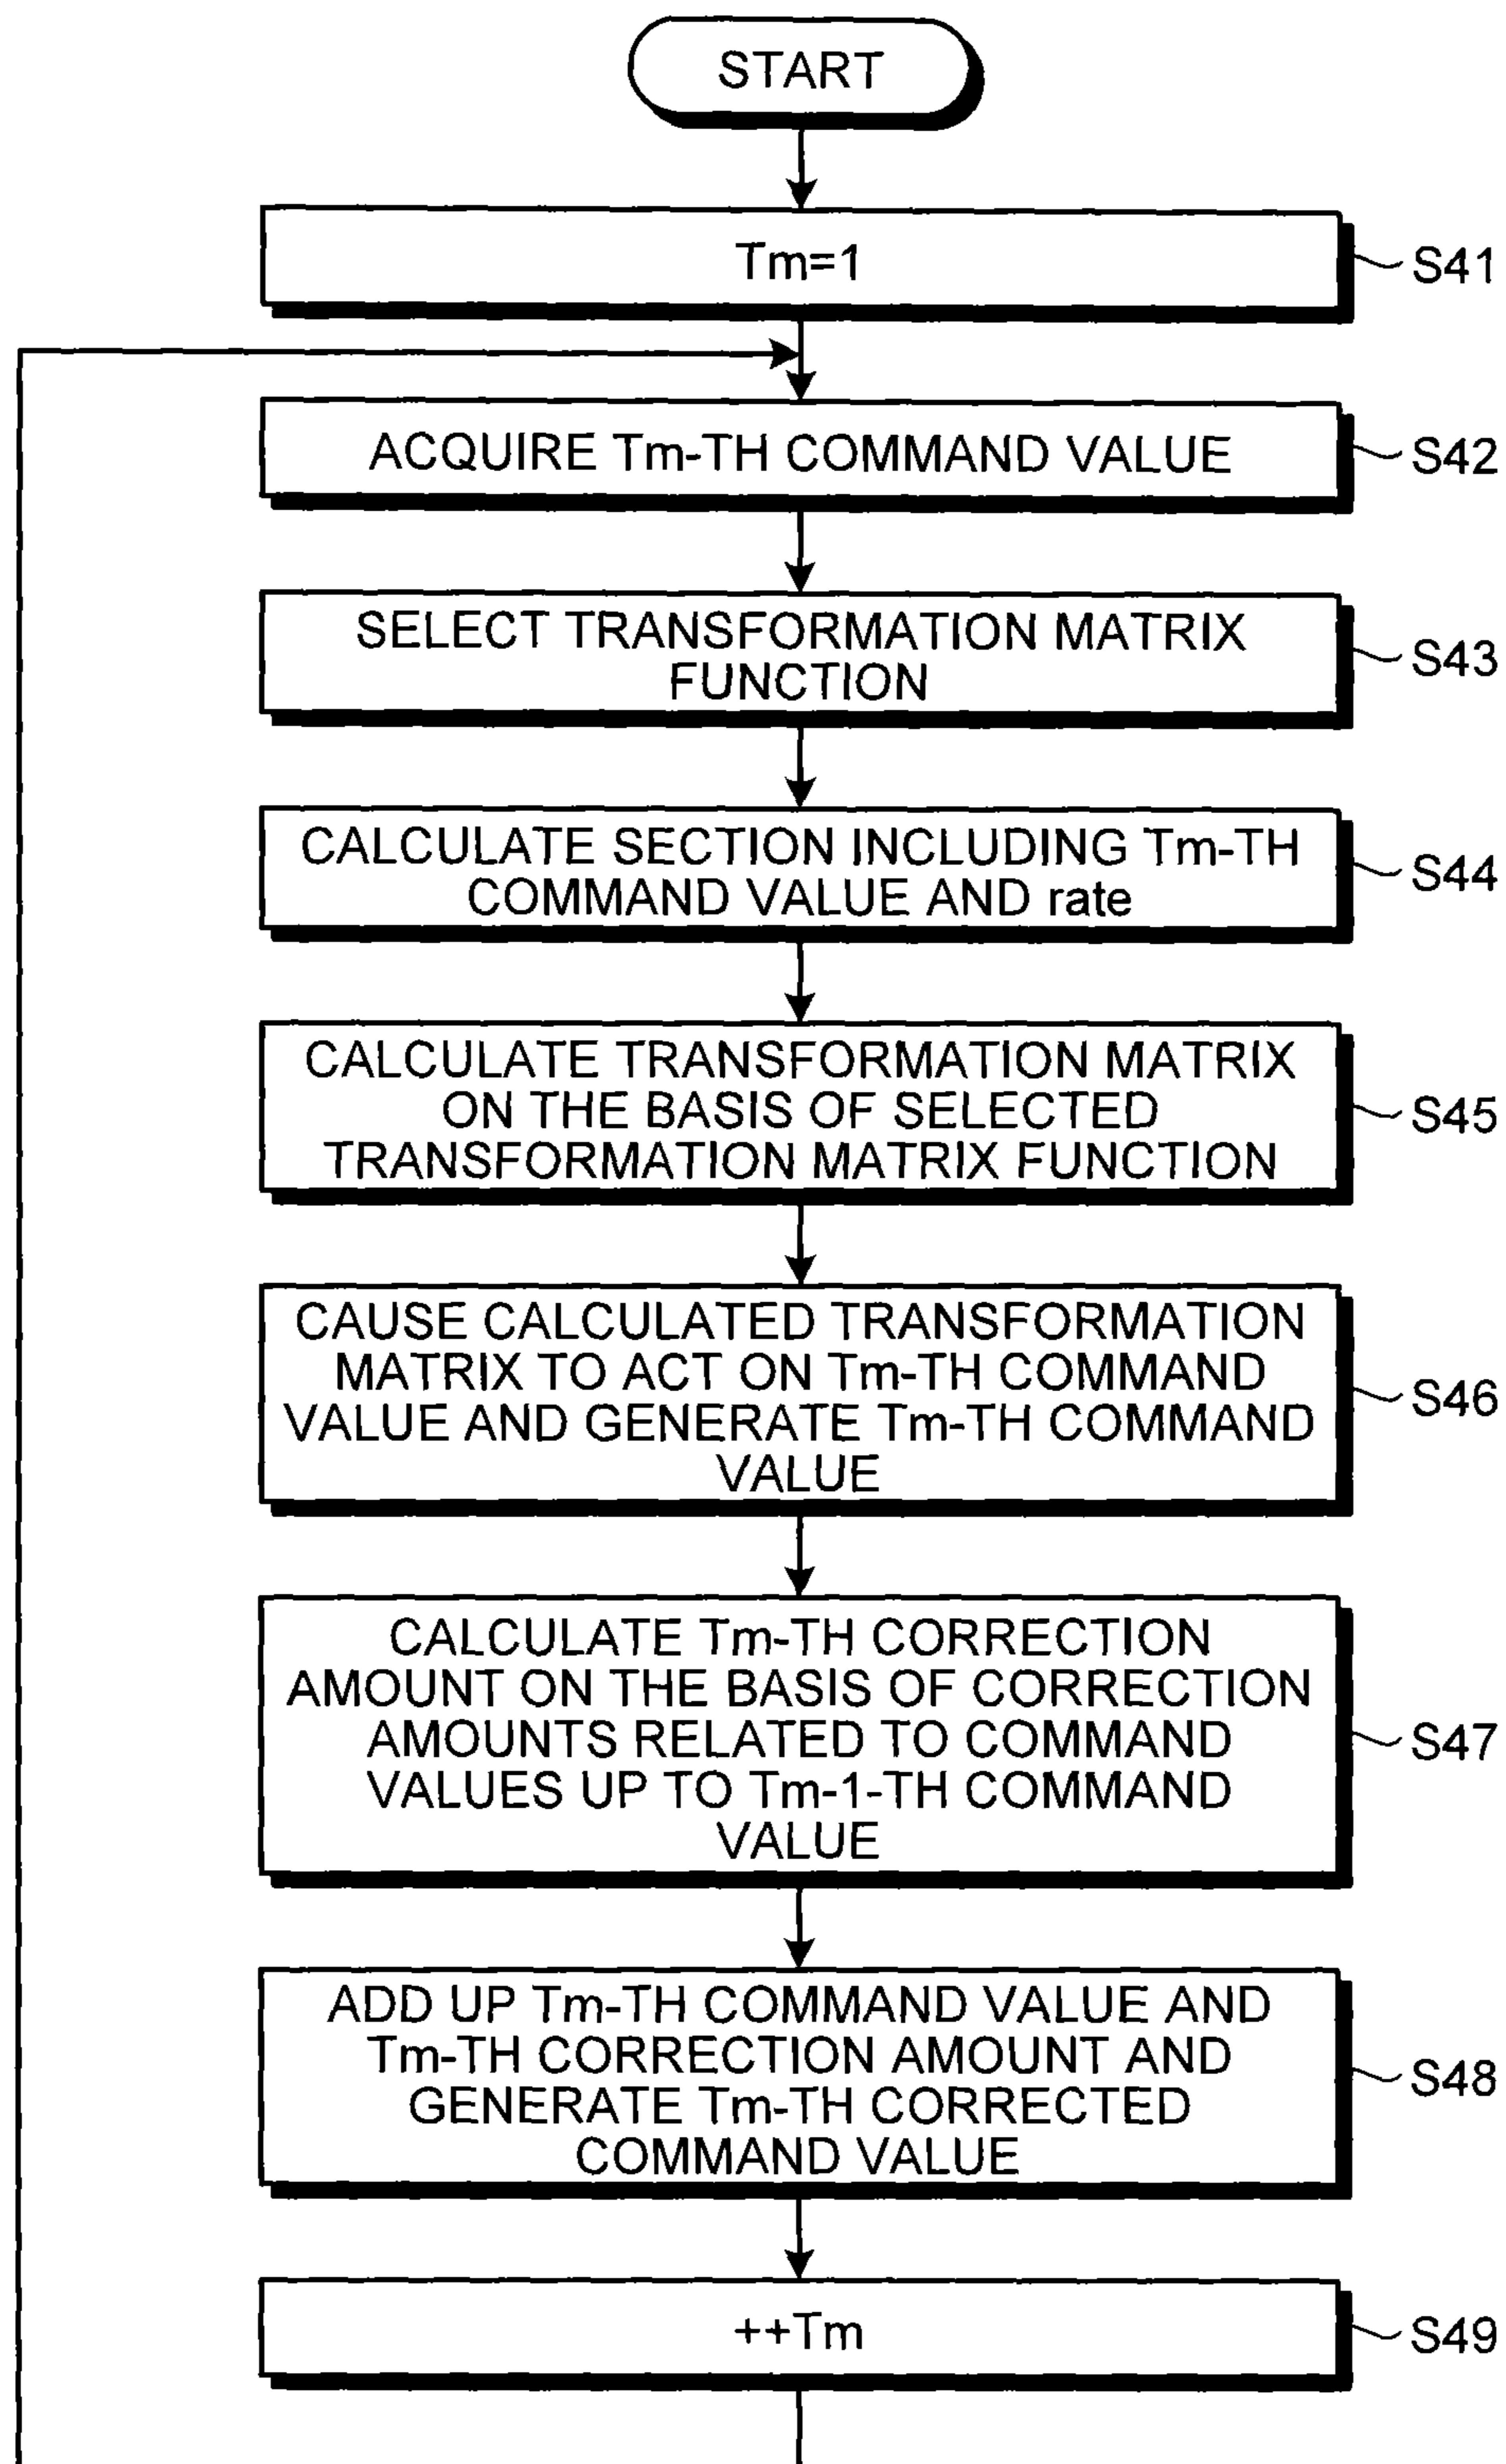 START
Tm=1
S41
ACQUIRE Tm-TH COMMAND VALUE
S42
SELECT TRANSFORMATION MATRIX
FUNCTION
S43
CALCULATE SECTION INCLUDING Tm-TH
COMMAND VALUE AND rate
S44
CALCULATE TRANSFORMATION MATRIX
ON THE BASIS OF SELECTED
TRANSFORMATION MATRIX FUNCTION
S45
CAUSE CALCULATED TRANSFORMATION
MATRIX TO ACT ON Tm-TH COMMAND
VALUE AND GENERATE Tm-TH COMMAND
VALUE
S46
CALCULATE Tm-TH CORRECTION
AMOUNT ON THE BASIS OF CORRECTION
AMOUNTS RELATED TO COMMAND
VALUES UP TO Tm-1-TH COMMAND
VALUE
S47
ADD UP Tm-TH COMMAND VALUE AND
Tm-TH CORRECTION AMOUNT AND
GENERATE Tm-TH CORRECTED
COMMAND VALUE
S48
++Tm
S49